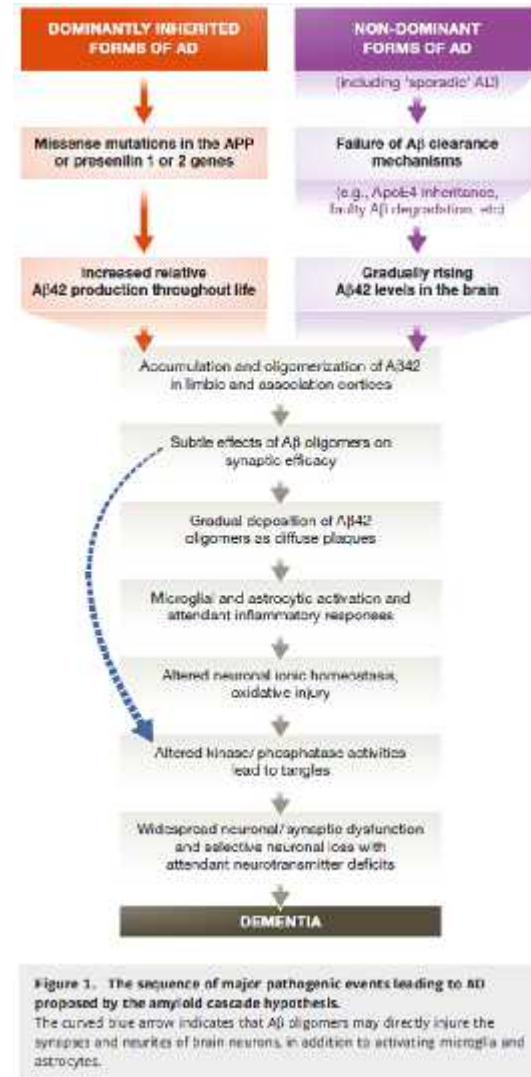 DOMINANTLY INHERITED
FORMS OF AD
NON-DOMINANT
FORMS OF AD
(including 'sporadic' AD)
Missense mutations in the APP
or presenilin 1 or 2 genes
Failure of Aβ clearance
mechanisms
(e.g., ApoE4 inheritance,
faulty Aβ degradation, etc)
Increased relative
Aβ42 production throughout life
Gradually rising
Aβ42 levels in the brain
Accumulation and oligomerization of Aβ42
in limbic and association cortices
Subtle effects of Aβ oligomers on
synaptic efficacy
Gradual deposition of Aβ42
oligomers as diffuse plaques
Microglial and astrocytic activation and
attendant inflammatory responses
Altered neuronal ionic homeostasis,
oxidative injury
Altered kinase/phosphatase activities
lead to tangles
Widespread neuronal/synaptic dysfunction
and selective neuronal loss with
attendant neurotransmitter deficits
DEMENTIA
Figure 1. The sequence of major pathogenic events leading to AD
proposed by the amyloid cascade hypothesis.
The curved blue arrow indicates that Aβ oligomers may directly injure the
synapses and neurites of brain neurons, in addition to activating microglia and
astrocytes.